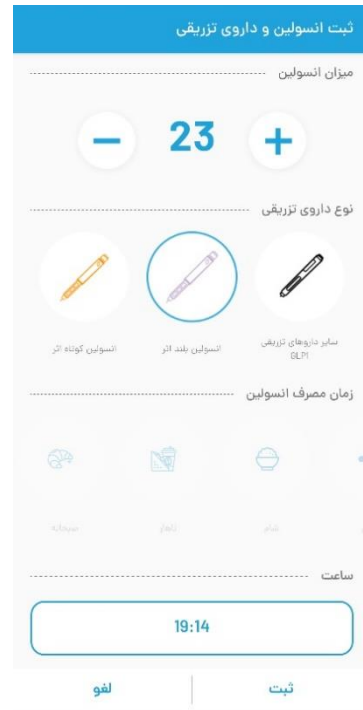 ثبت انسولین و داروی تزریقی
میزان انسولین
+ 23 −
نوع داروی تزریقی
سایر داروهای تزریقی GLP1
انسولین بلند اثر
انسولین کوتاه اثر
زمان مصرف انسولین
شام
ناهار
صبحانه
ساعت
19:14
ثبت
لغو